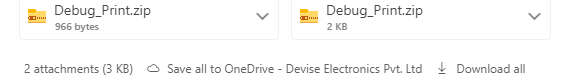 Debug_Print.zip Debug_Print.zip
966 bytes 2 KB
2 attachments (3 KB) Save all to OneDrive - Devise Electronics Pvt. Ltd Download all